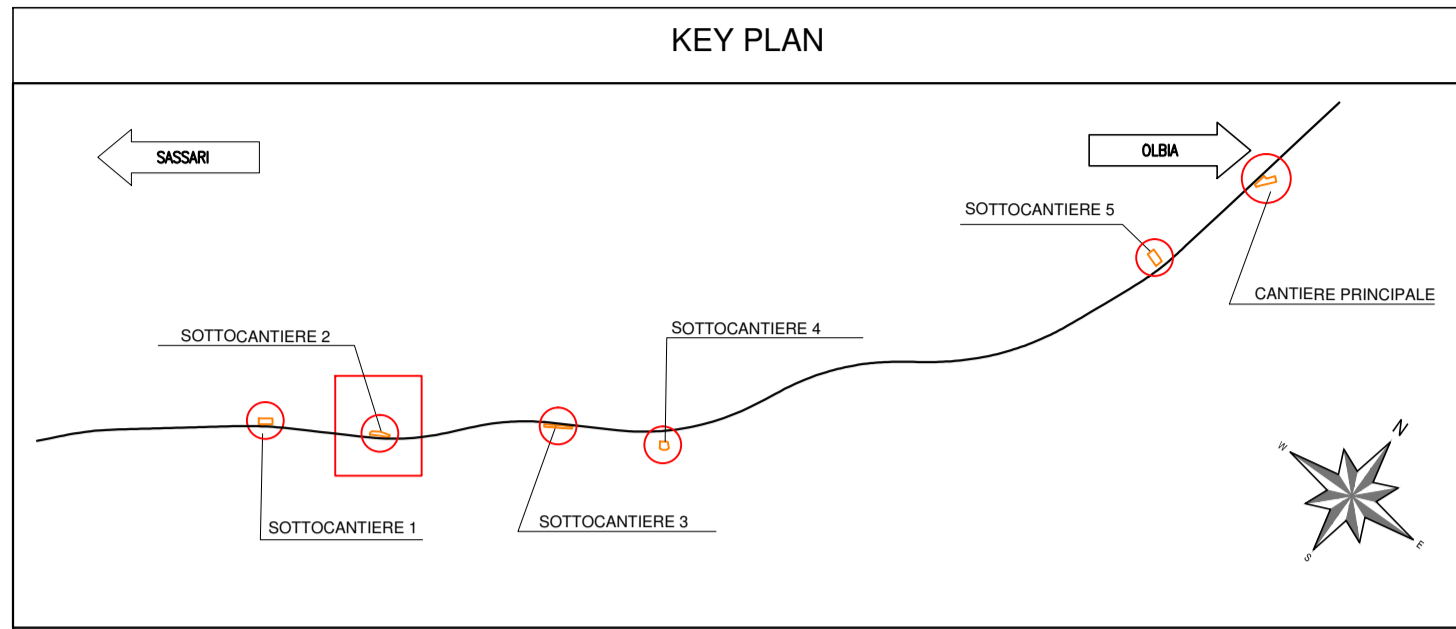 KEY PLAN
SASSARI
OLBIA
SOTTOCANTIERE 5
CANTIERE PRINCIPALE
SOTTOCANTIERE 2
SOTTOCANTIERE 4
SOTTOCANTIERE 1
SOTTOCANTIERE 3
N
W
S
E